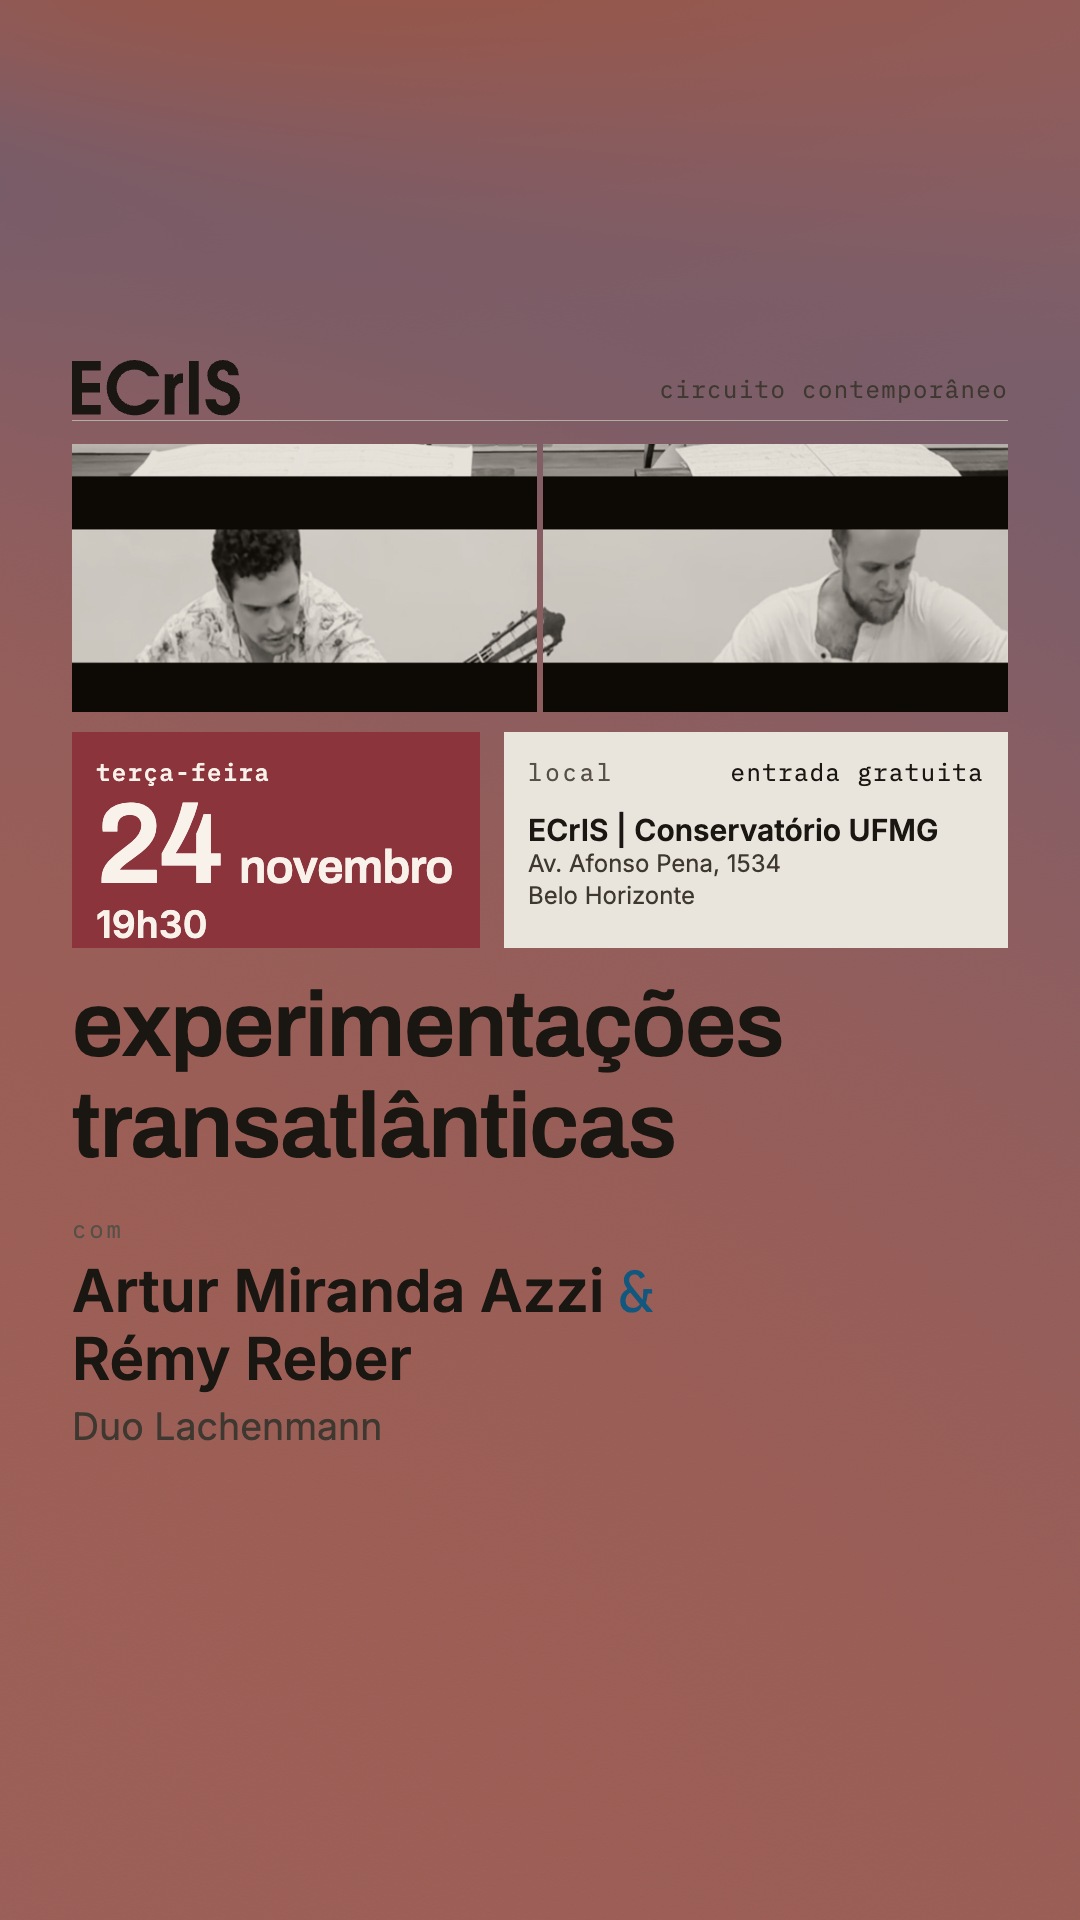 ECrIS
circuito contemporâneo
terça-feira
24 novembro
19h30
local
entrada gratuita
ECrIS | Conservatório UFMG
Av. Afonso Pena, 1534
Belo Horizonte
experimentações
transatlânticas
com
Artur Miranda Azzi &
Rémy Reber
Duo Lachenmann